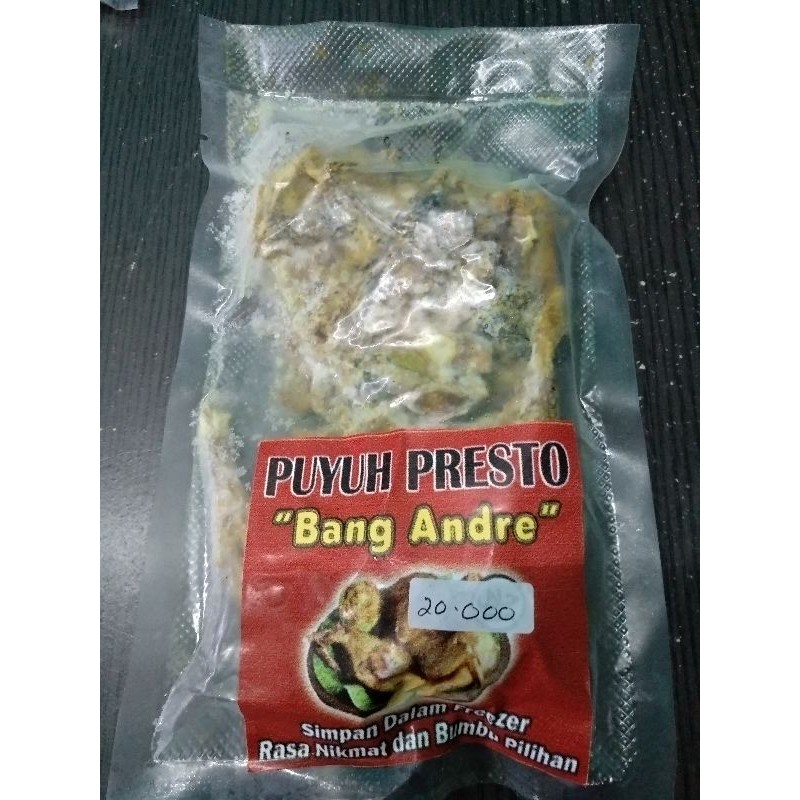 PUYUH PRESTO
"Bang Andre"
20.000
Simpan Dalam Freezer
Rasa Nikmat dan Bumbu Pilihan